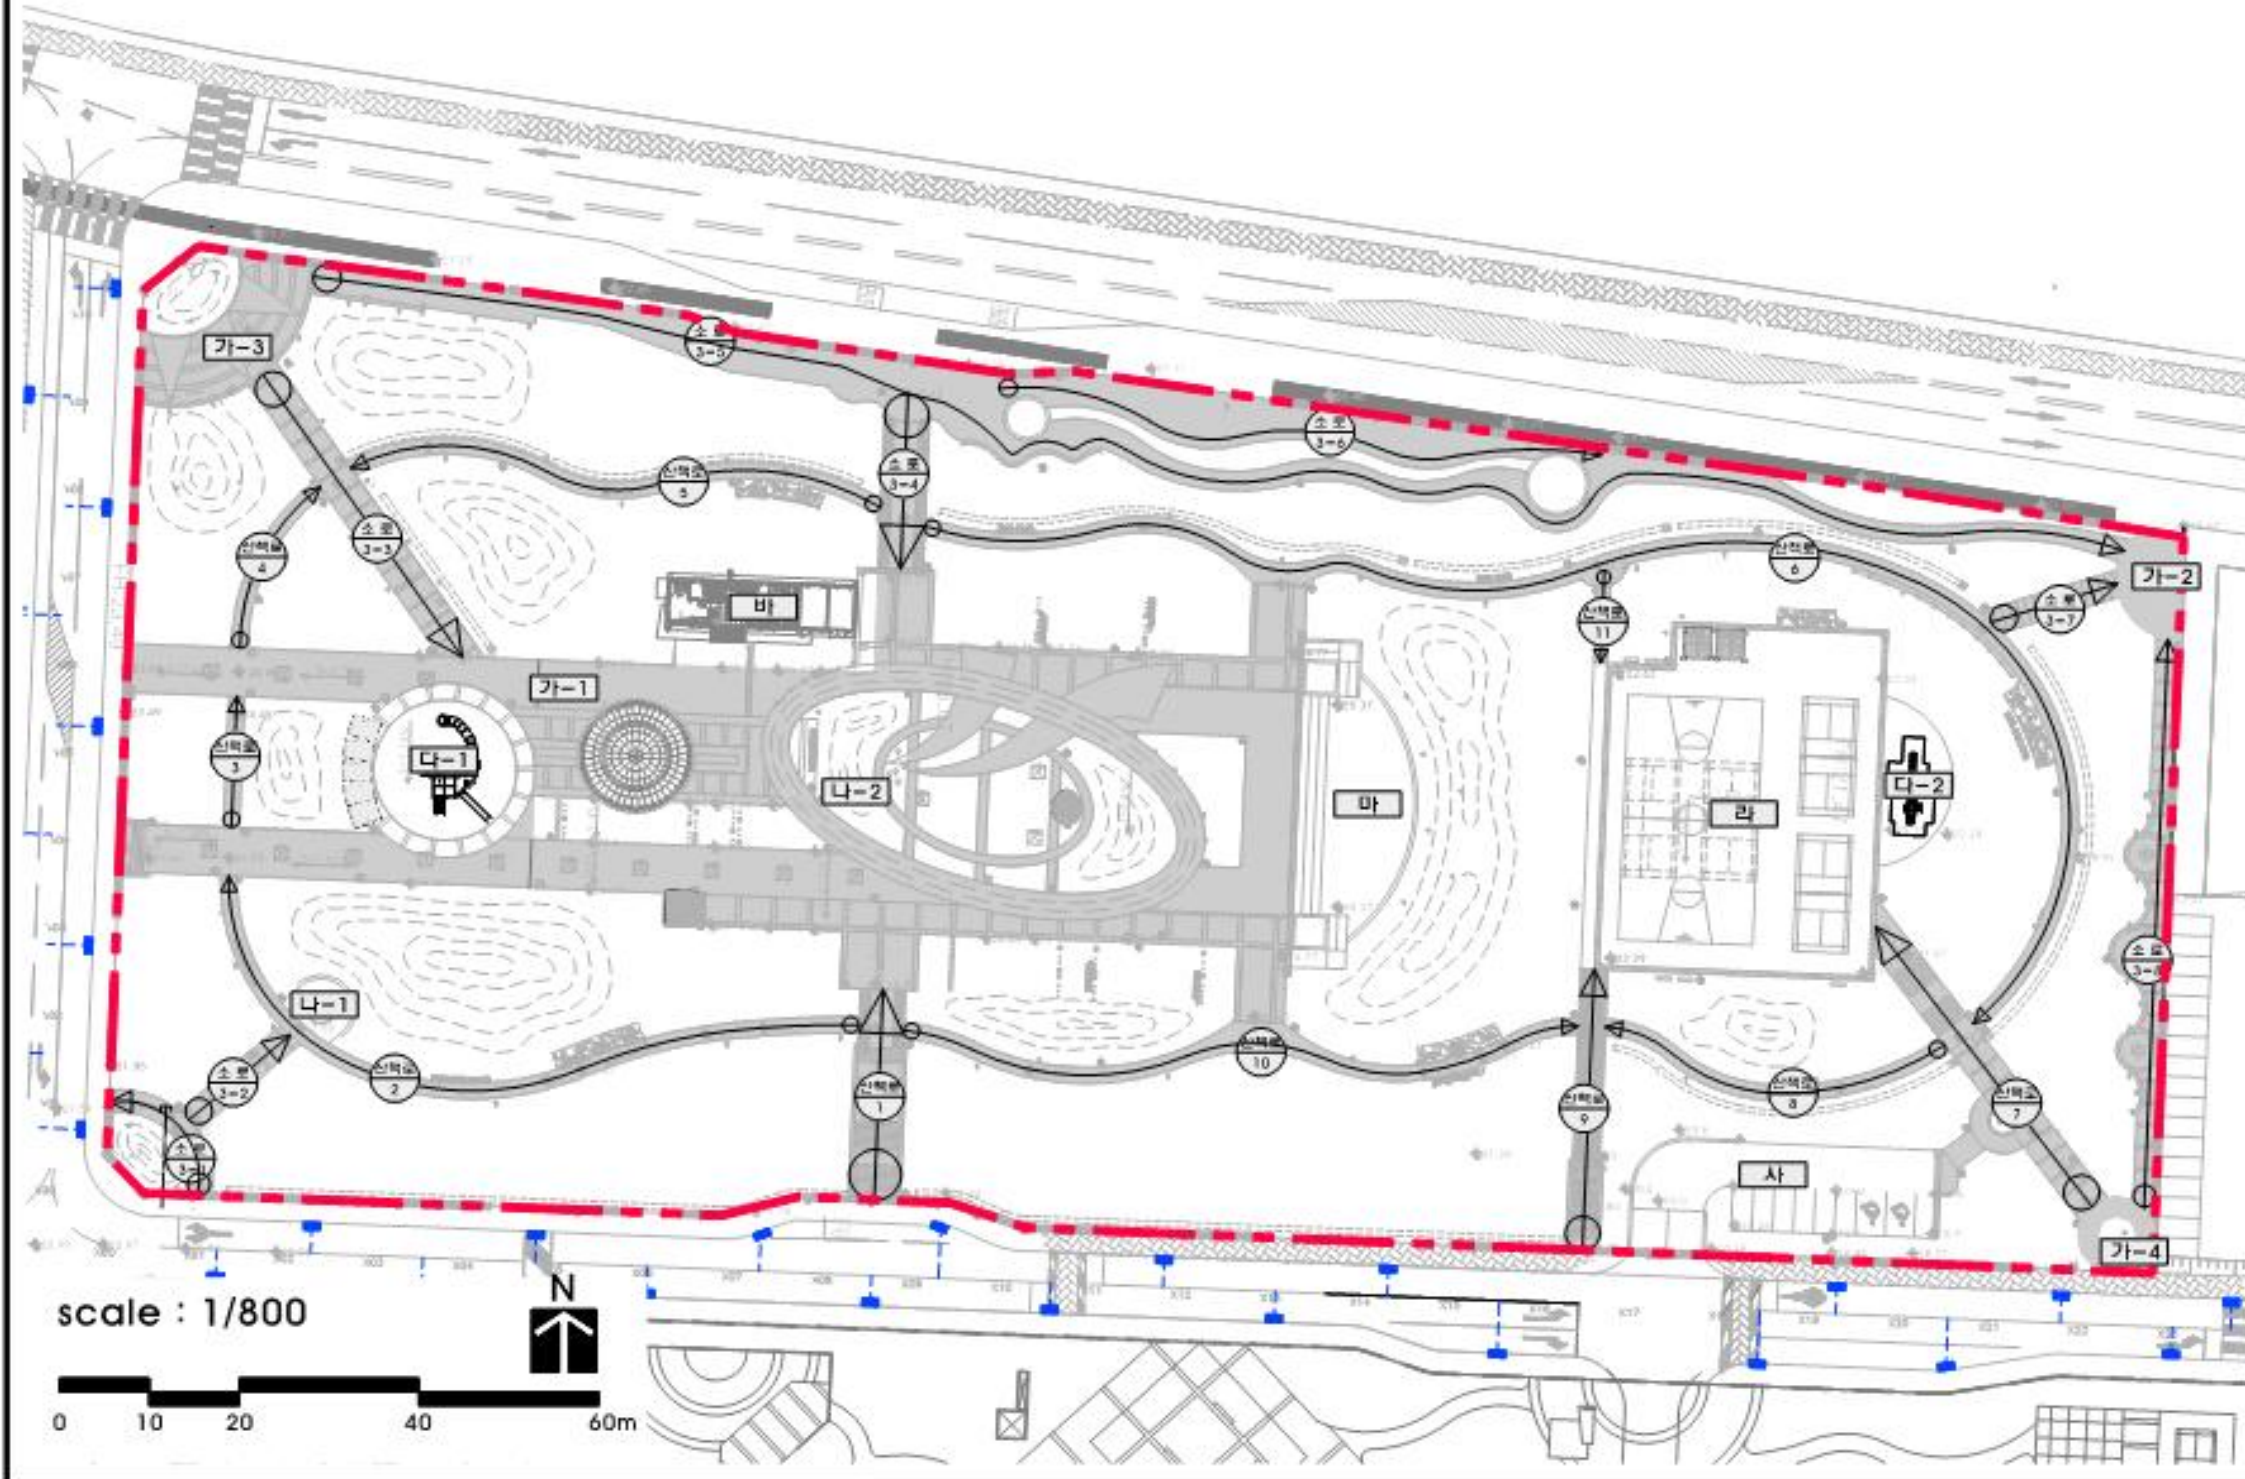 가-3
소로
3-5
소로
3-6
소로
3-4
산책로
5
소로
3-3
산책로
4
산책로
6
가-2
소로
3-7
산책로
11
바
가-1
다-1
산책로
3
나-2
마
라
다-2
소로
3-8
나-1
산책로
2
소로
3-2
소로
3-1
산책로
1
산책로
10
산책로
9
산책로
8
산책로
7
사
가-4
scale : 1/800
N
0 10 20 40 60m